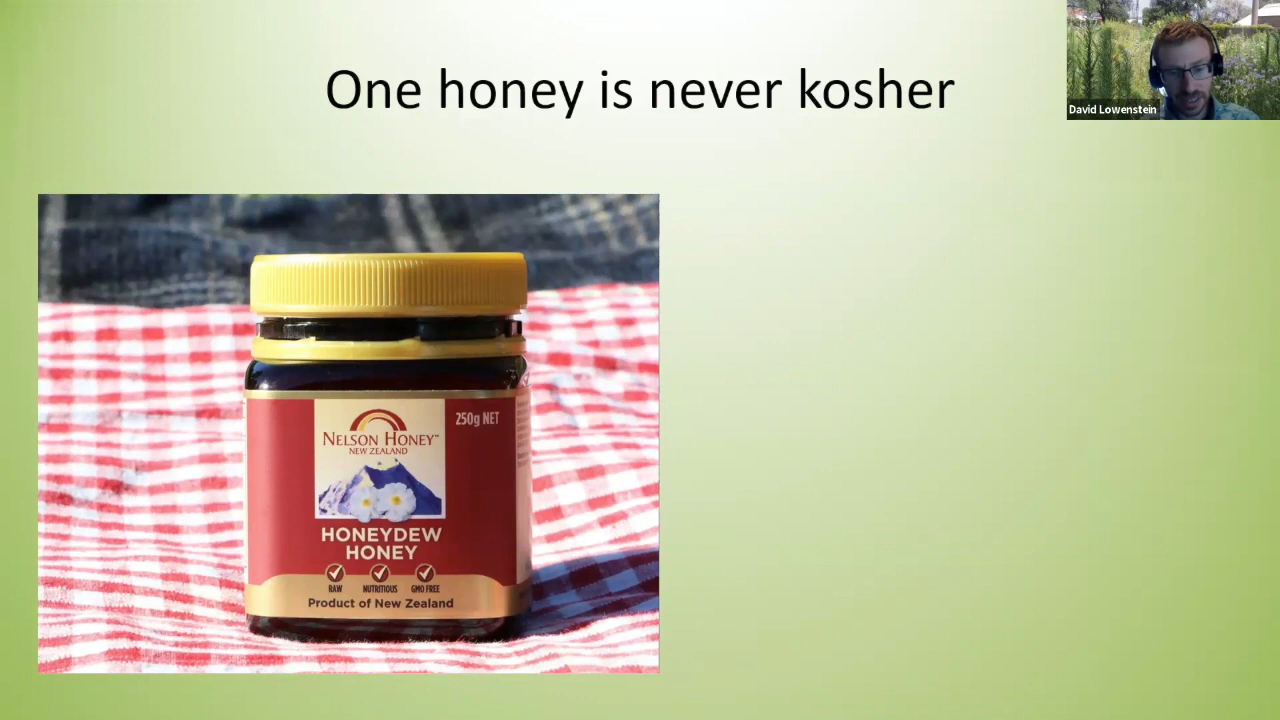 One honey is never kosher
David Lowenstein
250g NET
NELSON HONEY™
NEW ZEALAND
HONEYDEW
HONEY
RAW NUTRITIOUS GMO FREE
Product of New Zealand